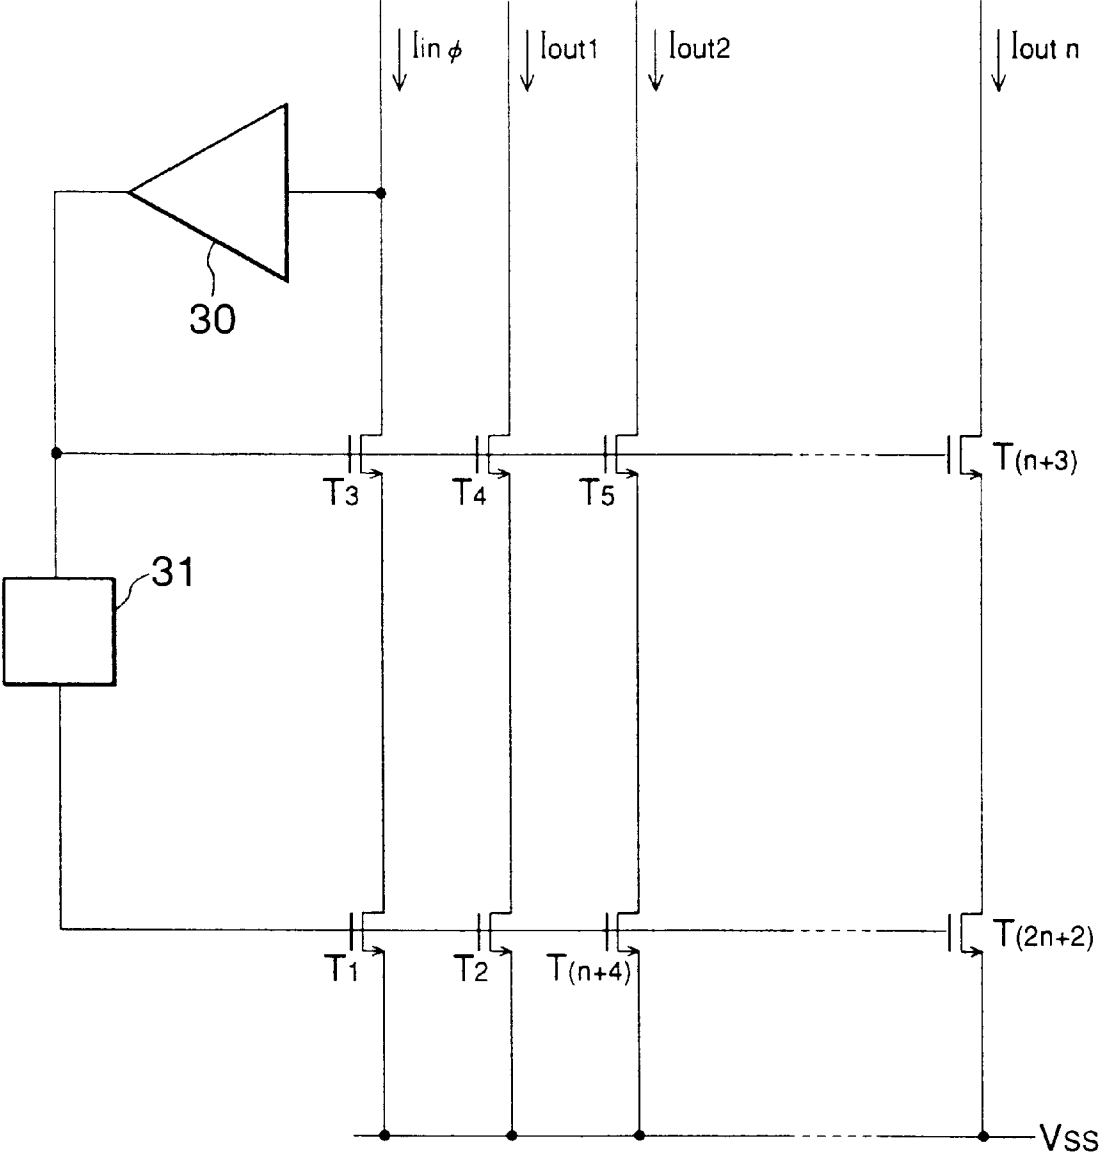 Iin ϕ
Iout1
Iout2
Iout n
30
T3
T4
T5
T(n+3)
31
T1
T2
T(n+4)
T(2n+2)
VSS